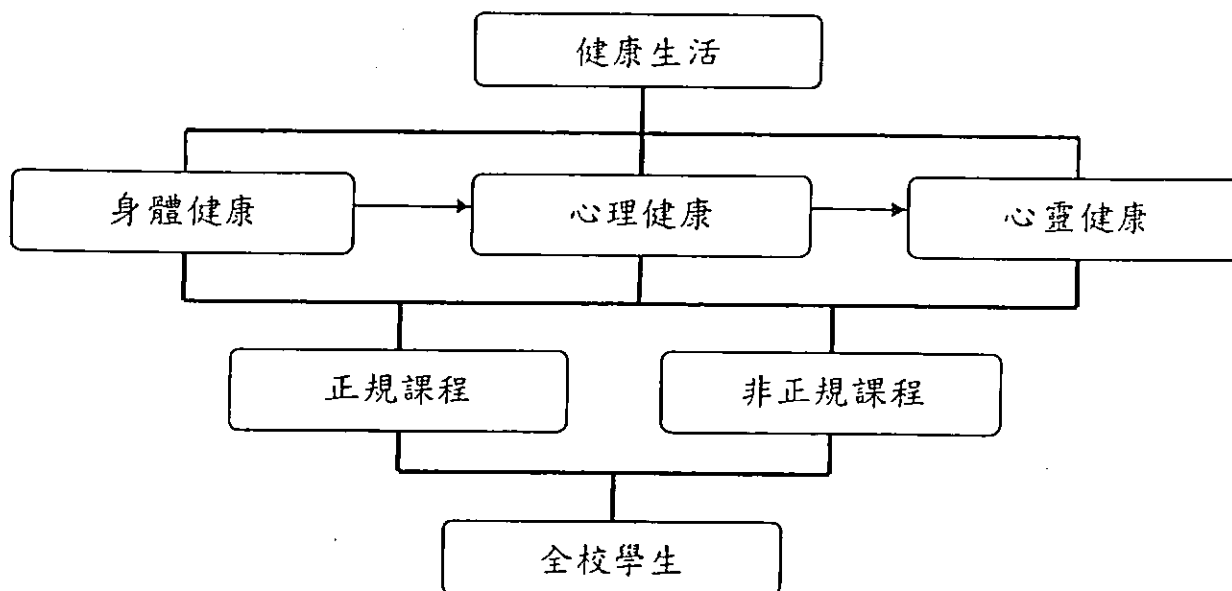 健康生活
身體健康
心理健康
心靈健康
正規課程
非正規課程
全校學生